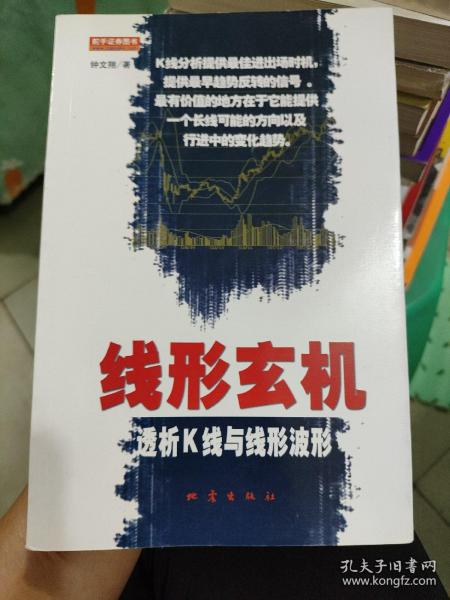 舵手证券图书
钟文翔/著
K线分析提供最佳进出场时机，
提供最早趋势反转的信号。
最有价值的地方在于它能提供
一个长线可能的方向以及
行进中的变化趋势。
线形玄机
透析K线与线形波形
地震出版社
孔夫子旧书网
www.kongfz.com